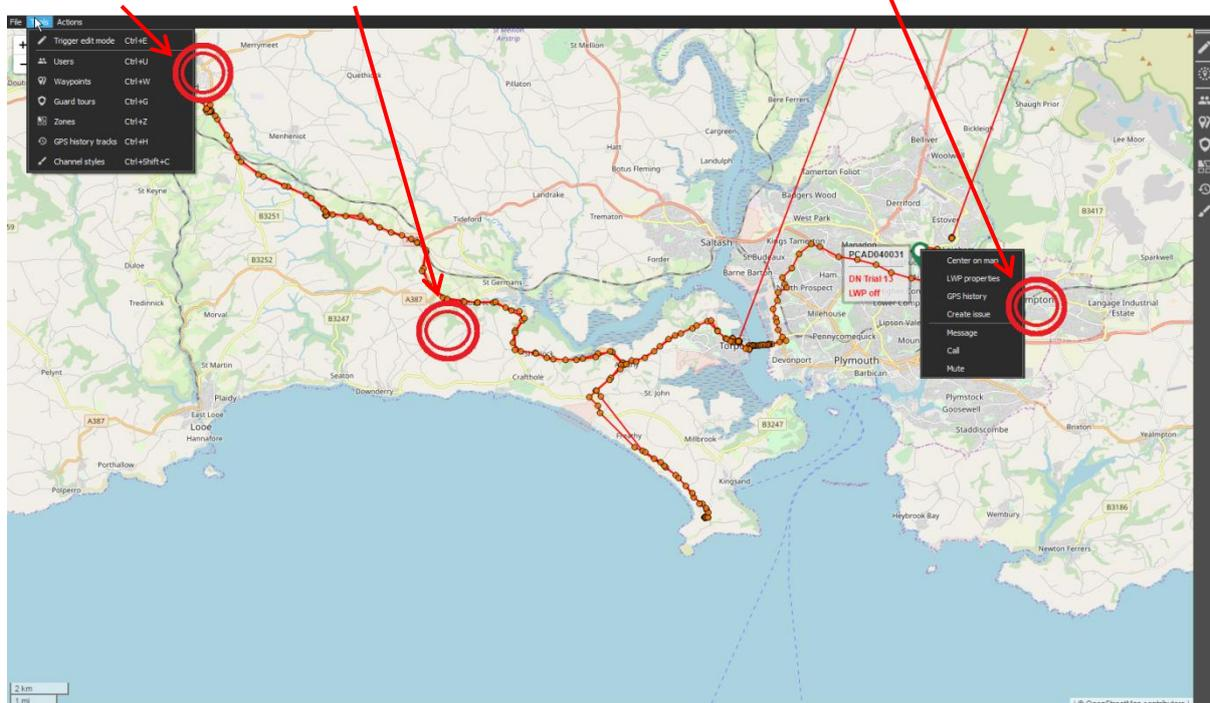 File Tools Actions
Trigger edit mode Ctrl+E
Users Ctrl+U
Waypoints Ctrl+W
Guard tours Ctrl+G
Zones Ctrl+Z
GPS history tracks Ctrl+H
Channel styles Ctrl+Shift+C
Merrymeet
Airstrip
St Mellion
Quethiock
Pillaton
Bere Ferrers
Shaugh Prior
Menheniot
Cargreen
Bickleigh
Lee Moor
Hatt
Belliver
Woolwell
Botus Fleming
Landulph
Tamerton Foliot
St Keyne
Landrake
Badgers Wood
Derriford
B3251
Tideford
Trematon
West Park
Estover
B3417
Saltash
Kings Tamerton
Manadon
Duloe
B3252
St Germans
Forder
St Budeaux
PCAD040031
Center on map
Sparkwell
Barne Barton
Ham
DN Trial 13
LWP properties
North Prospect
LWP off
GPS history
Tredinnick
A387
Langage Industrial
Estate
Morval
B3247
Milehouse
Lipson Vale
Create issue
Pennycomequick
Message
Call
Mute
Devonport
Plymouth
Barbican
St Martin
Pelynt
Seaton
Downderry
Crafthole
St. John
Plymstock
Goosewell
Plaidy
East Looe
A387
Looe
Hannafore
Freathy
Millbrook
B3247
Staddiscombe
Brixton
Yealmpton
Porthallow
Polperro
Kingsand
Heybrook Bay
Wembury
B3186
Newton Ferrers
2 km
1 mi
© OpenStreetMap contributors